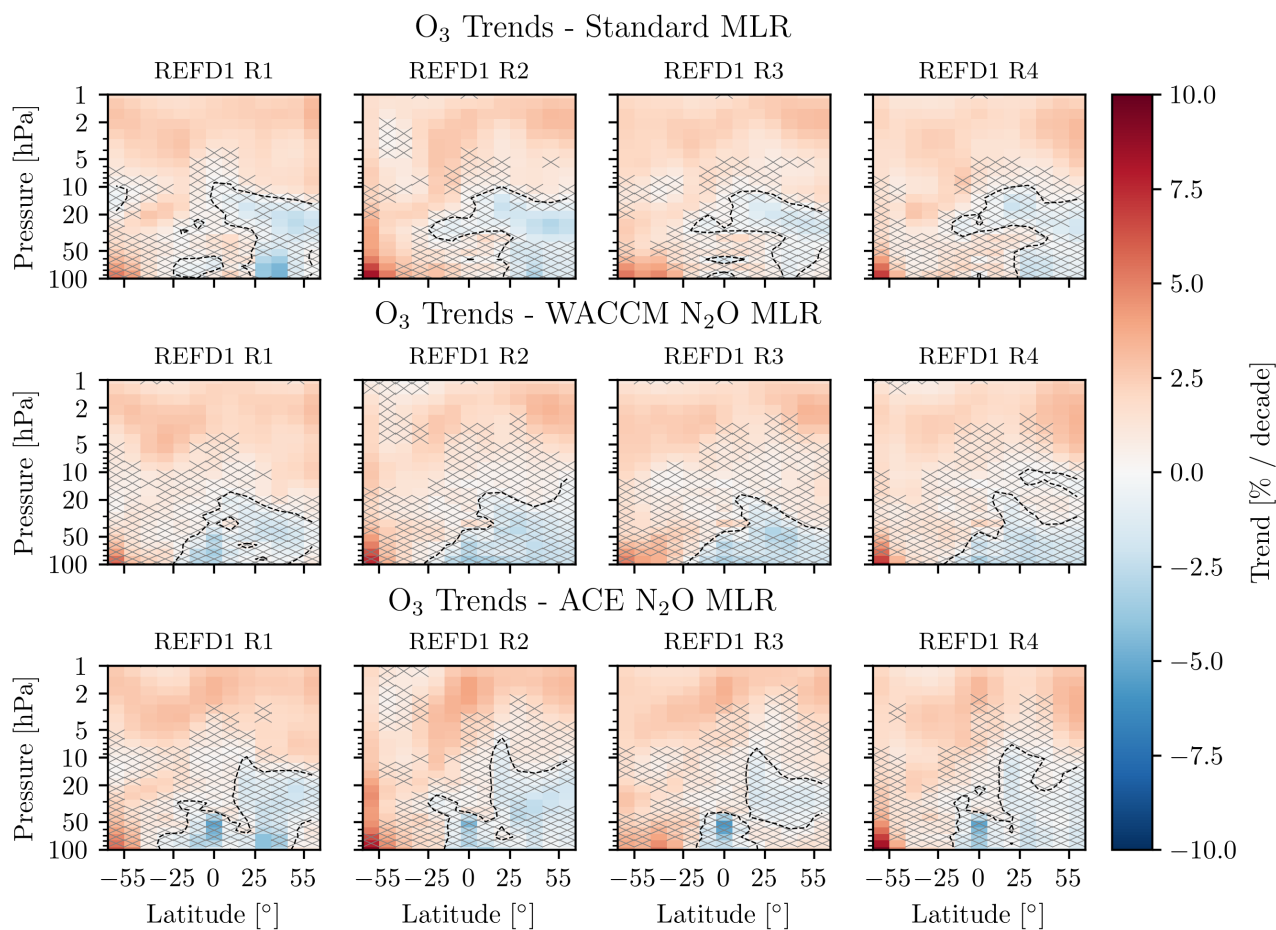 O₃ Trends - Standard MLR
REFD1 R1 REFD1 R2 REFD1 R3 REFD1 R4
Pressure [hPa]
1
2
5
10
20
50
100
O₃ Trends - WACCM N₂O MLR
REFD1 R1 REFD1 R2 REFD1 R3 REFD1 R4
Pressure [hPa]
1
2
5
10
20
50
100
O₃ Trends - ACE N₂O MLR
REFD1 R1 REFD1 R2 REFD1 R3 REFD1 R4
Pressure [hPa]
1
2
5
10
20
50
100
−55 −25 0 25 55 −55 −25 0 25 55 −55 −25 0 25 55 −55 −25 0 25 55
Latitude [°] Latitude [°] Latitude [°] Latitude [°]
10.0
7.5
5.0
2.5
0.0
−2.5
−5.0
−7.5
−10.0
Trend [% / decade]